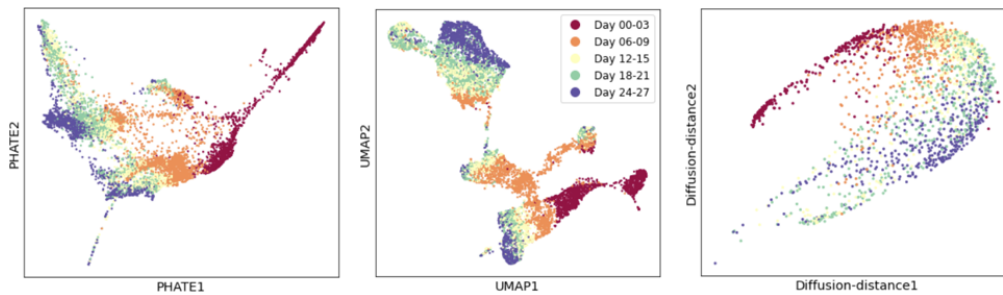 PHATE2
PHATE1
UMAP2
Day 00-03
Day 06-09
Day 12-15
Day 18-21
Day 24-27
UMAP1
Diffusion-distance2
Diffusion-distance1